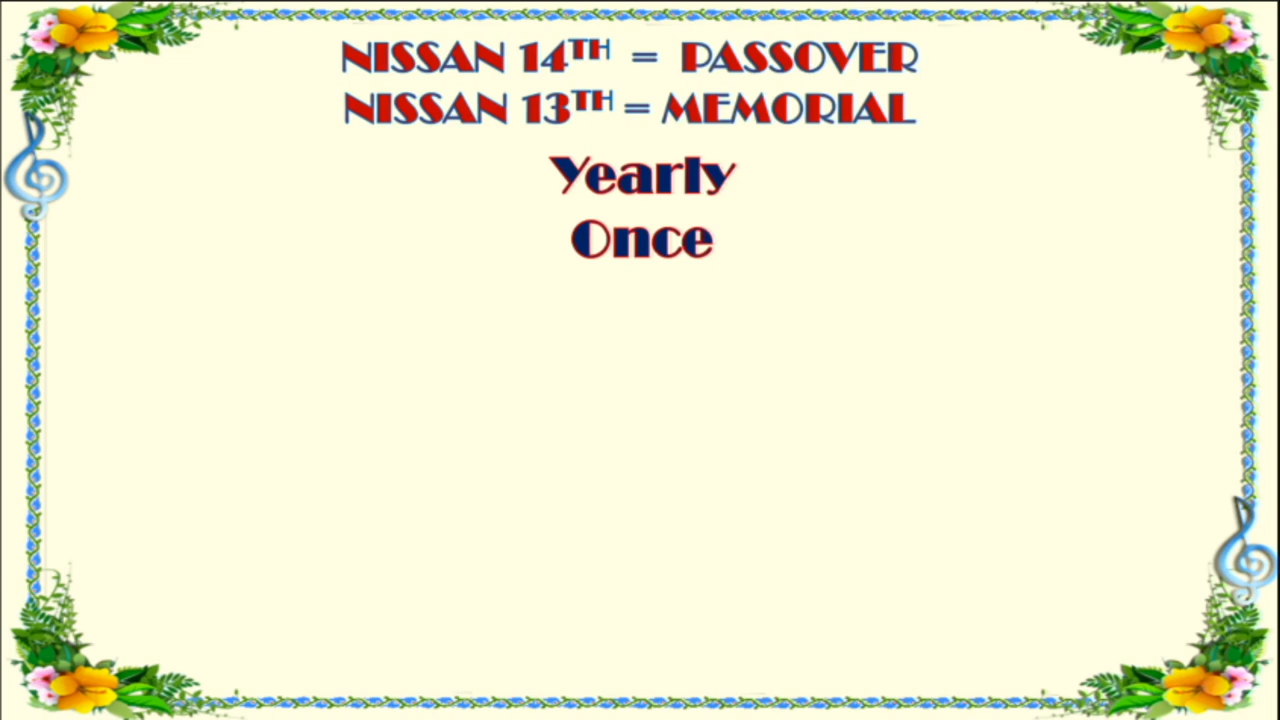 NISSAN 14TH = PASSOVER
NISSAN 13TH = MEMORIAL
Yearly
Once